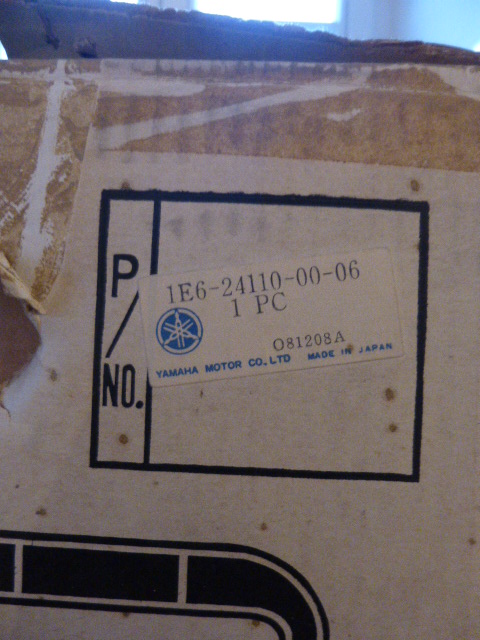 P/NO.
1E6-24110-00-06
1 PC
O81208A
YAMAHA MOTOR CO.,LTD MADE IN JAPAN